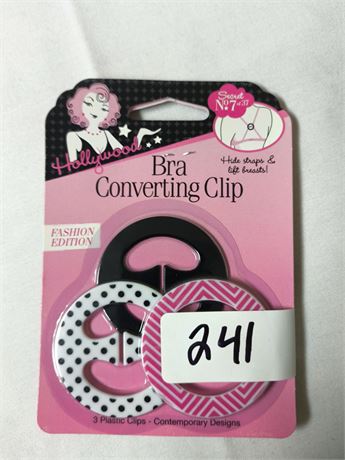 Hollywood
Secret
No 7 of 37
Bra
Converting Clip
Hide straps &
lift breasts!
FASHION
EDITION
241
3 Plastic Clips - Contemporary Designs